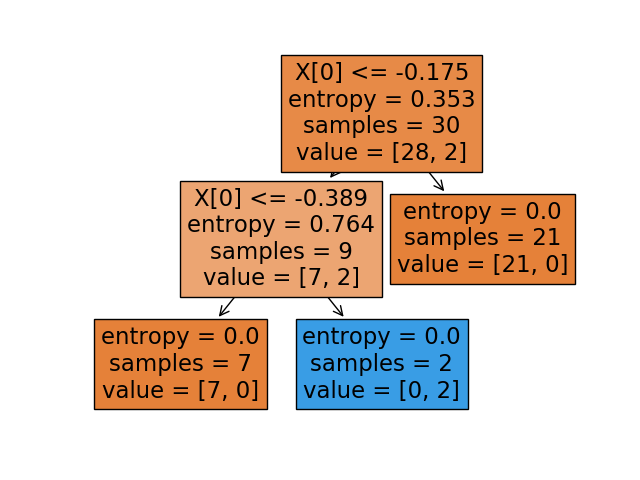 X[0] <= -0.175
entropy = 0.353
samples = 30
value = [28, 2]
X[0] <= -0.389
entropy = 0.764
samples = 9
value = [7, 2]
entropy = 0.0
samples = 21
value = [21, 0]
entropy = 0.0
samples = 7
value = [7, 0]
entropy = 0.0
samples = 2
value = [0, 2]